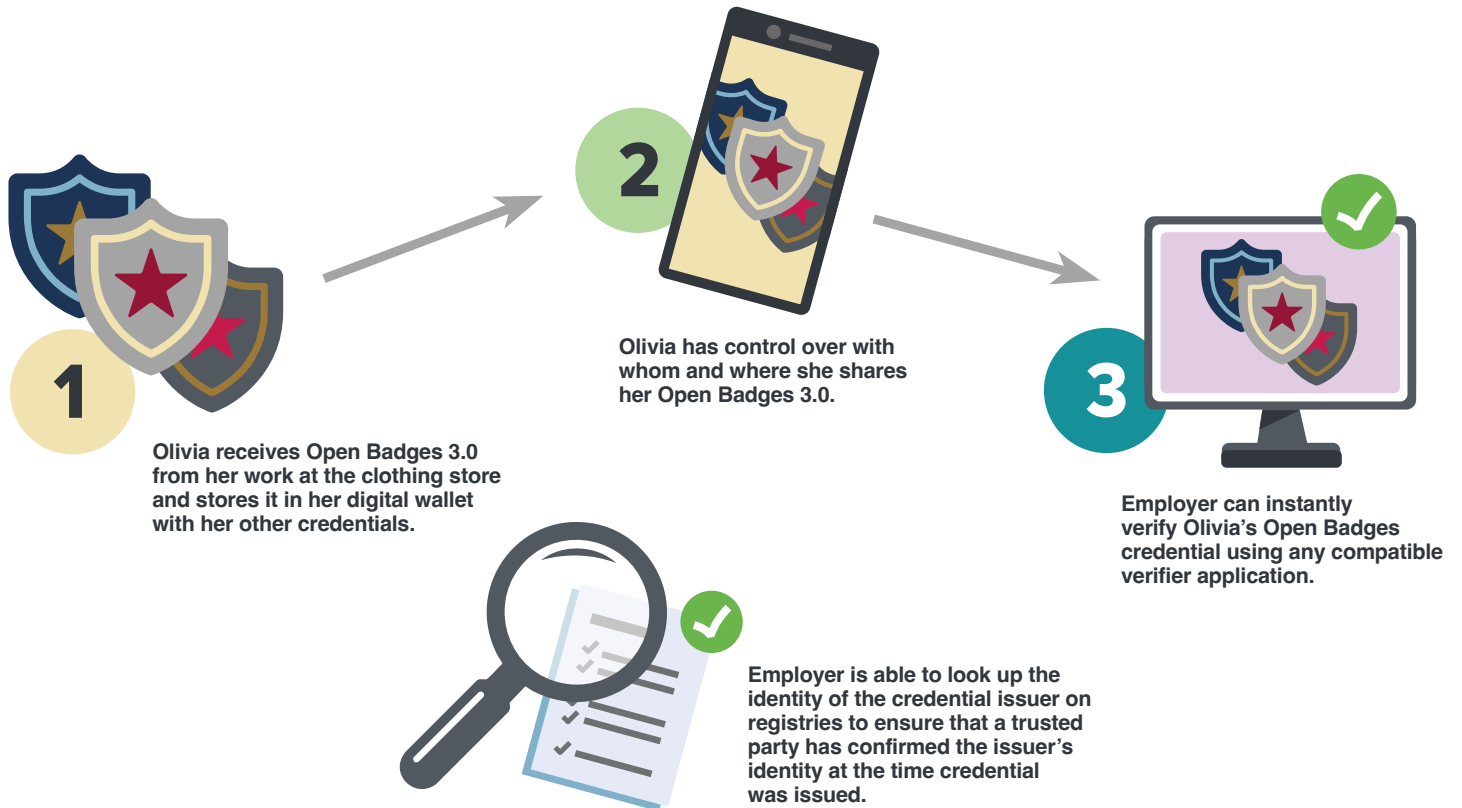 1
Olivia receives Open Badges 3.0
from her work at the clothing store
and stores it in her digital wallet
with her other credentials.
2
Olivia has control over with
whom and where she shares
her Open Badges 3.0.
3
Employer can instantly
verify Olivia’s Open Badges
credential using any compatible
verifier application.
Employer is able to look up the
identity of the credential issuer on
registries to ensure that a trusted
party has confirmed the issuer’s
identity at the time credential
was issued.